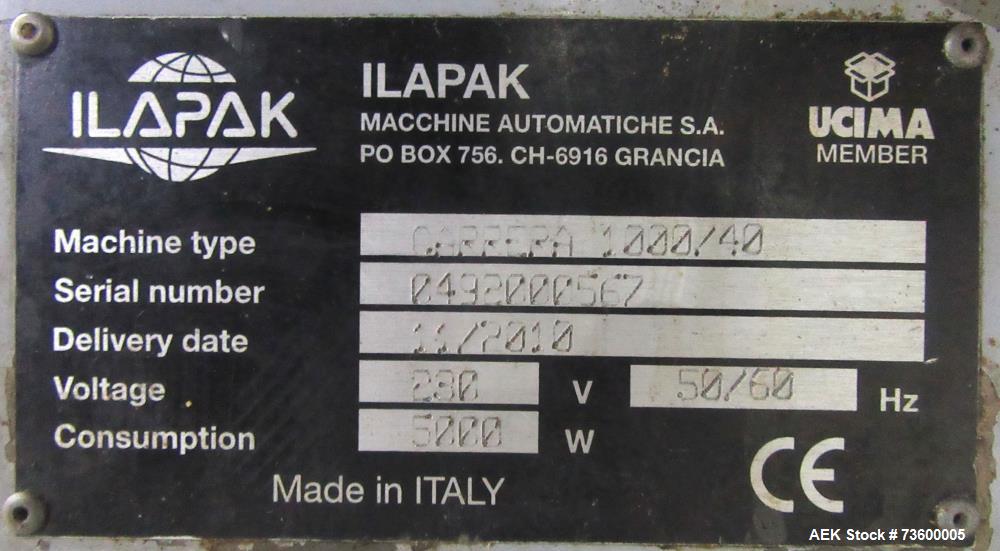 ILAPAK
ILAPAK
MACCHINE AUTOMATICHE S.A.
PO BOX 756. CH-6916 GRANCIA
UCIMA
MEMBER
Machine type CARRERA 1000/40
Serial number 0492000567
Delivery date 11/2010
Voltage 230 V 50/60 Hz
Consumption 5000 W
Made in ITALY
CE
AEK Stock # 73600005